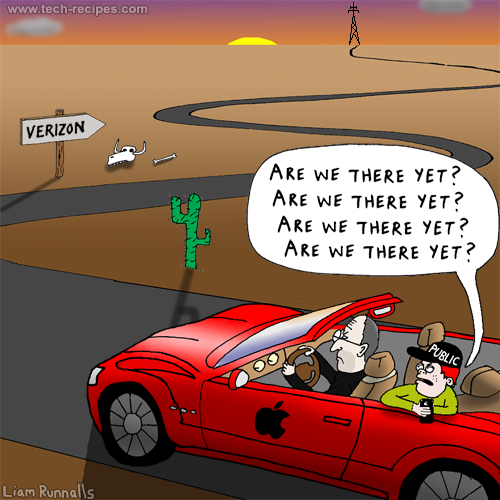 www.tech-recipes.com
VERIZON
ARE WE THERE YET?
ARE WE THERE YET?
ARE WE THERE YET?
ARE WE THERE YET?
PUBLIC
Liam Runnalls